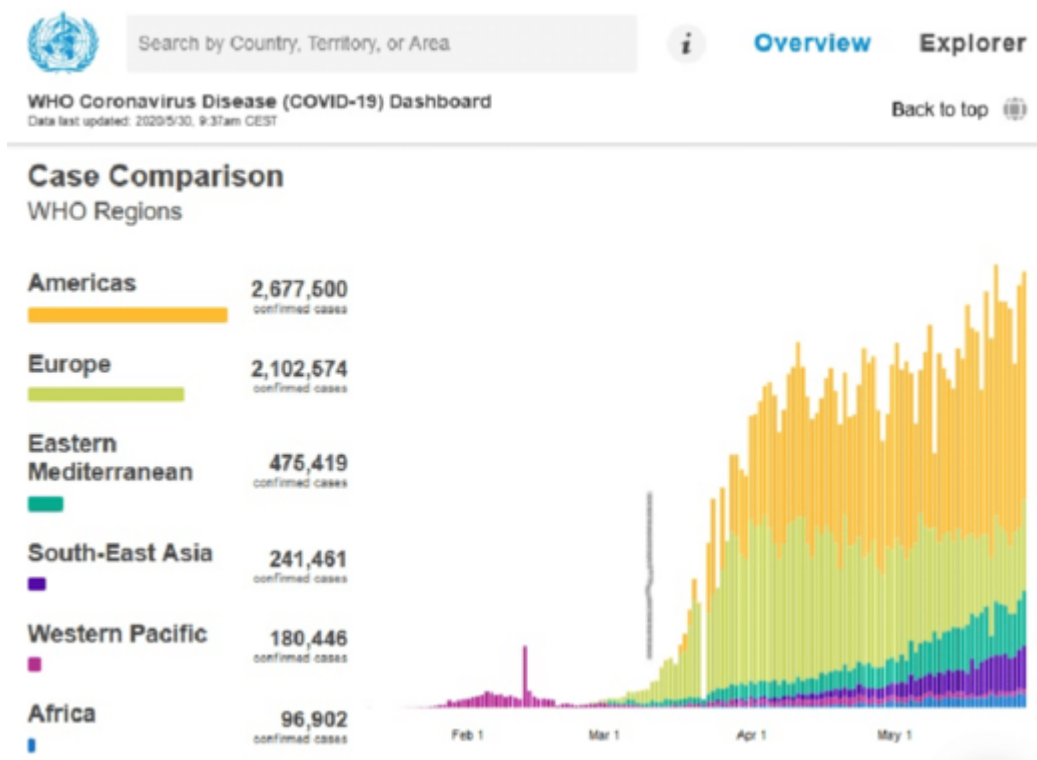 Search by Country, Territory, or Area
i
Overview
Explorer
WHO Coronavirus Disease (COVID-19) Dashboard
Data last updated: 2020/5/30, 9:37am CEST
Back to top
Case Comparison
WHO Regions
Americas
2,677,500
confirmed cases
Europe
2,102,574
confirmed cases
Eastern
Mediterranean
475,419
confirmed cases
South-East Asia
241,461
confirmed cases
Western Pacific
180,446
confirmed cases
Africa
96,902
confirmed cases
Feb 1
Mar 1
Apr 1
May 1